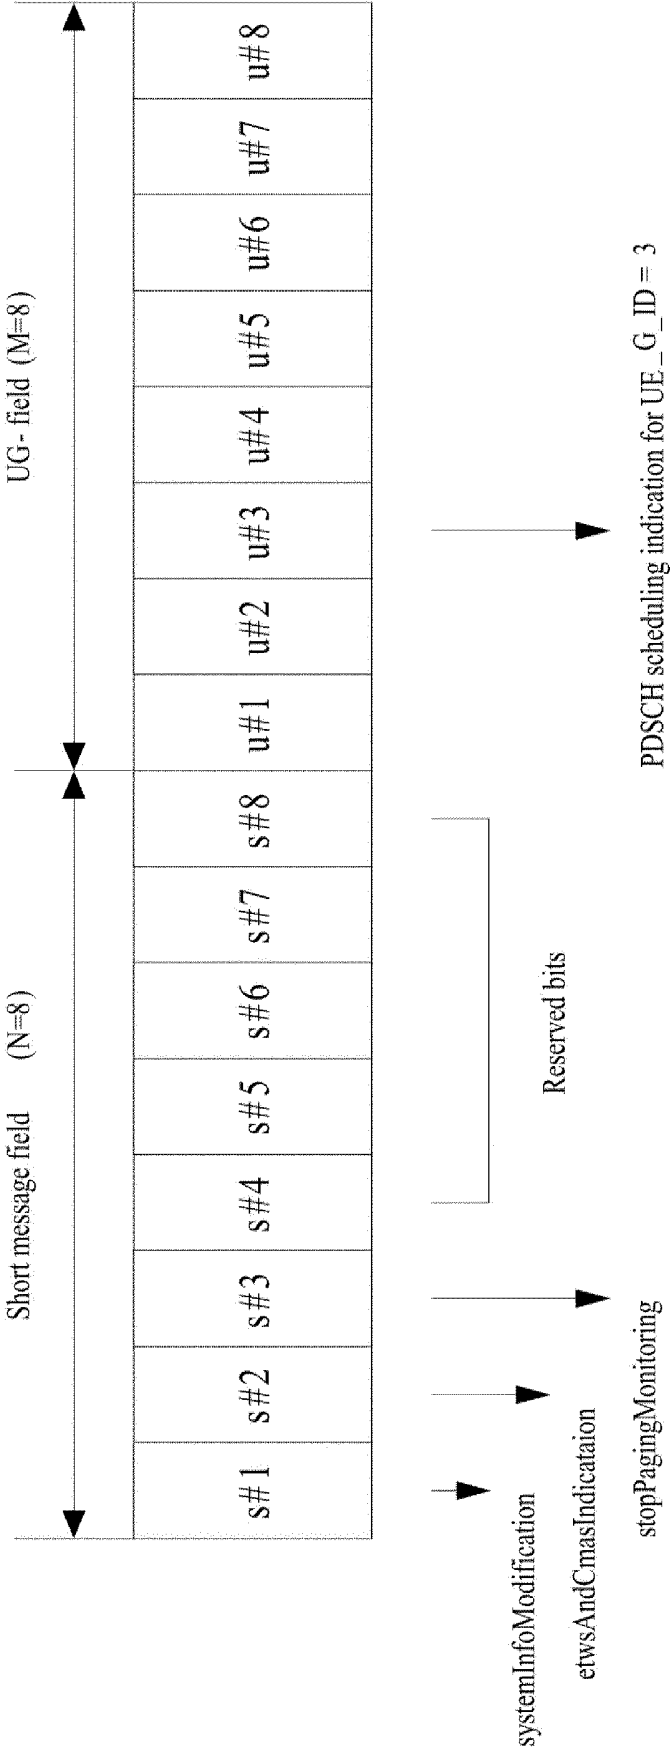 Short message field (N=8)
UG- field (M=8)
s#1 s#2 s#3 s#4 s#5 s#6 s#7 s#8 u#1 u#2 u#3 u#4 u#5 u#6 u#7 u#8
systemInfoModification
etwsAndCmasIndicataion
stopPagingMonitoring
Reserved bits
PDSCH scheduling indication for UE_G_ID = 3